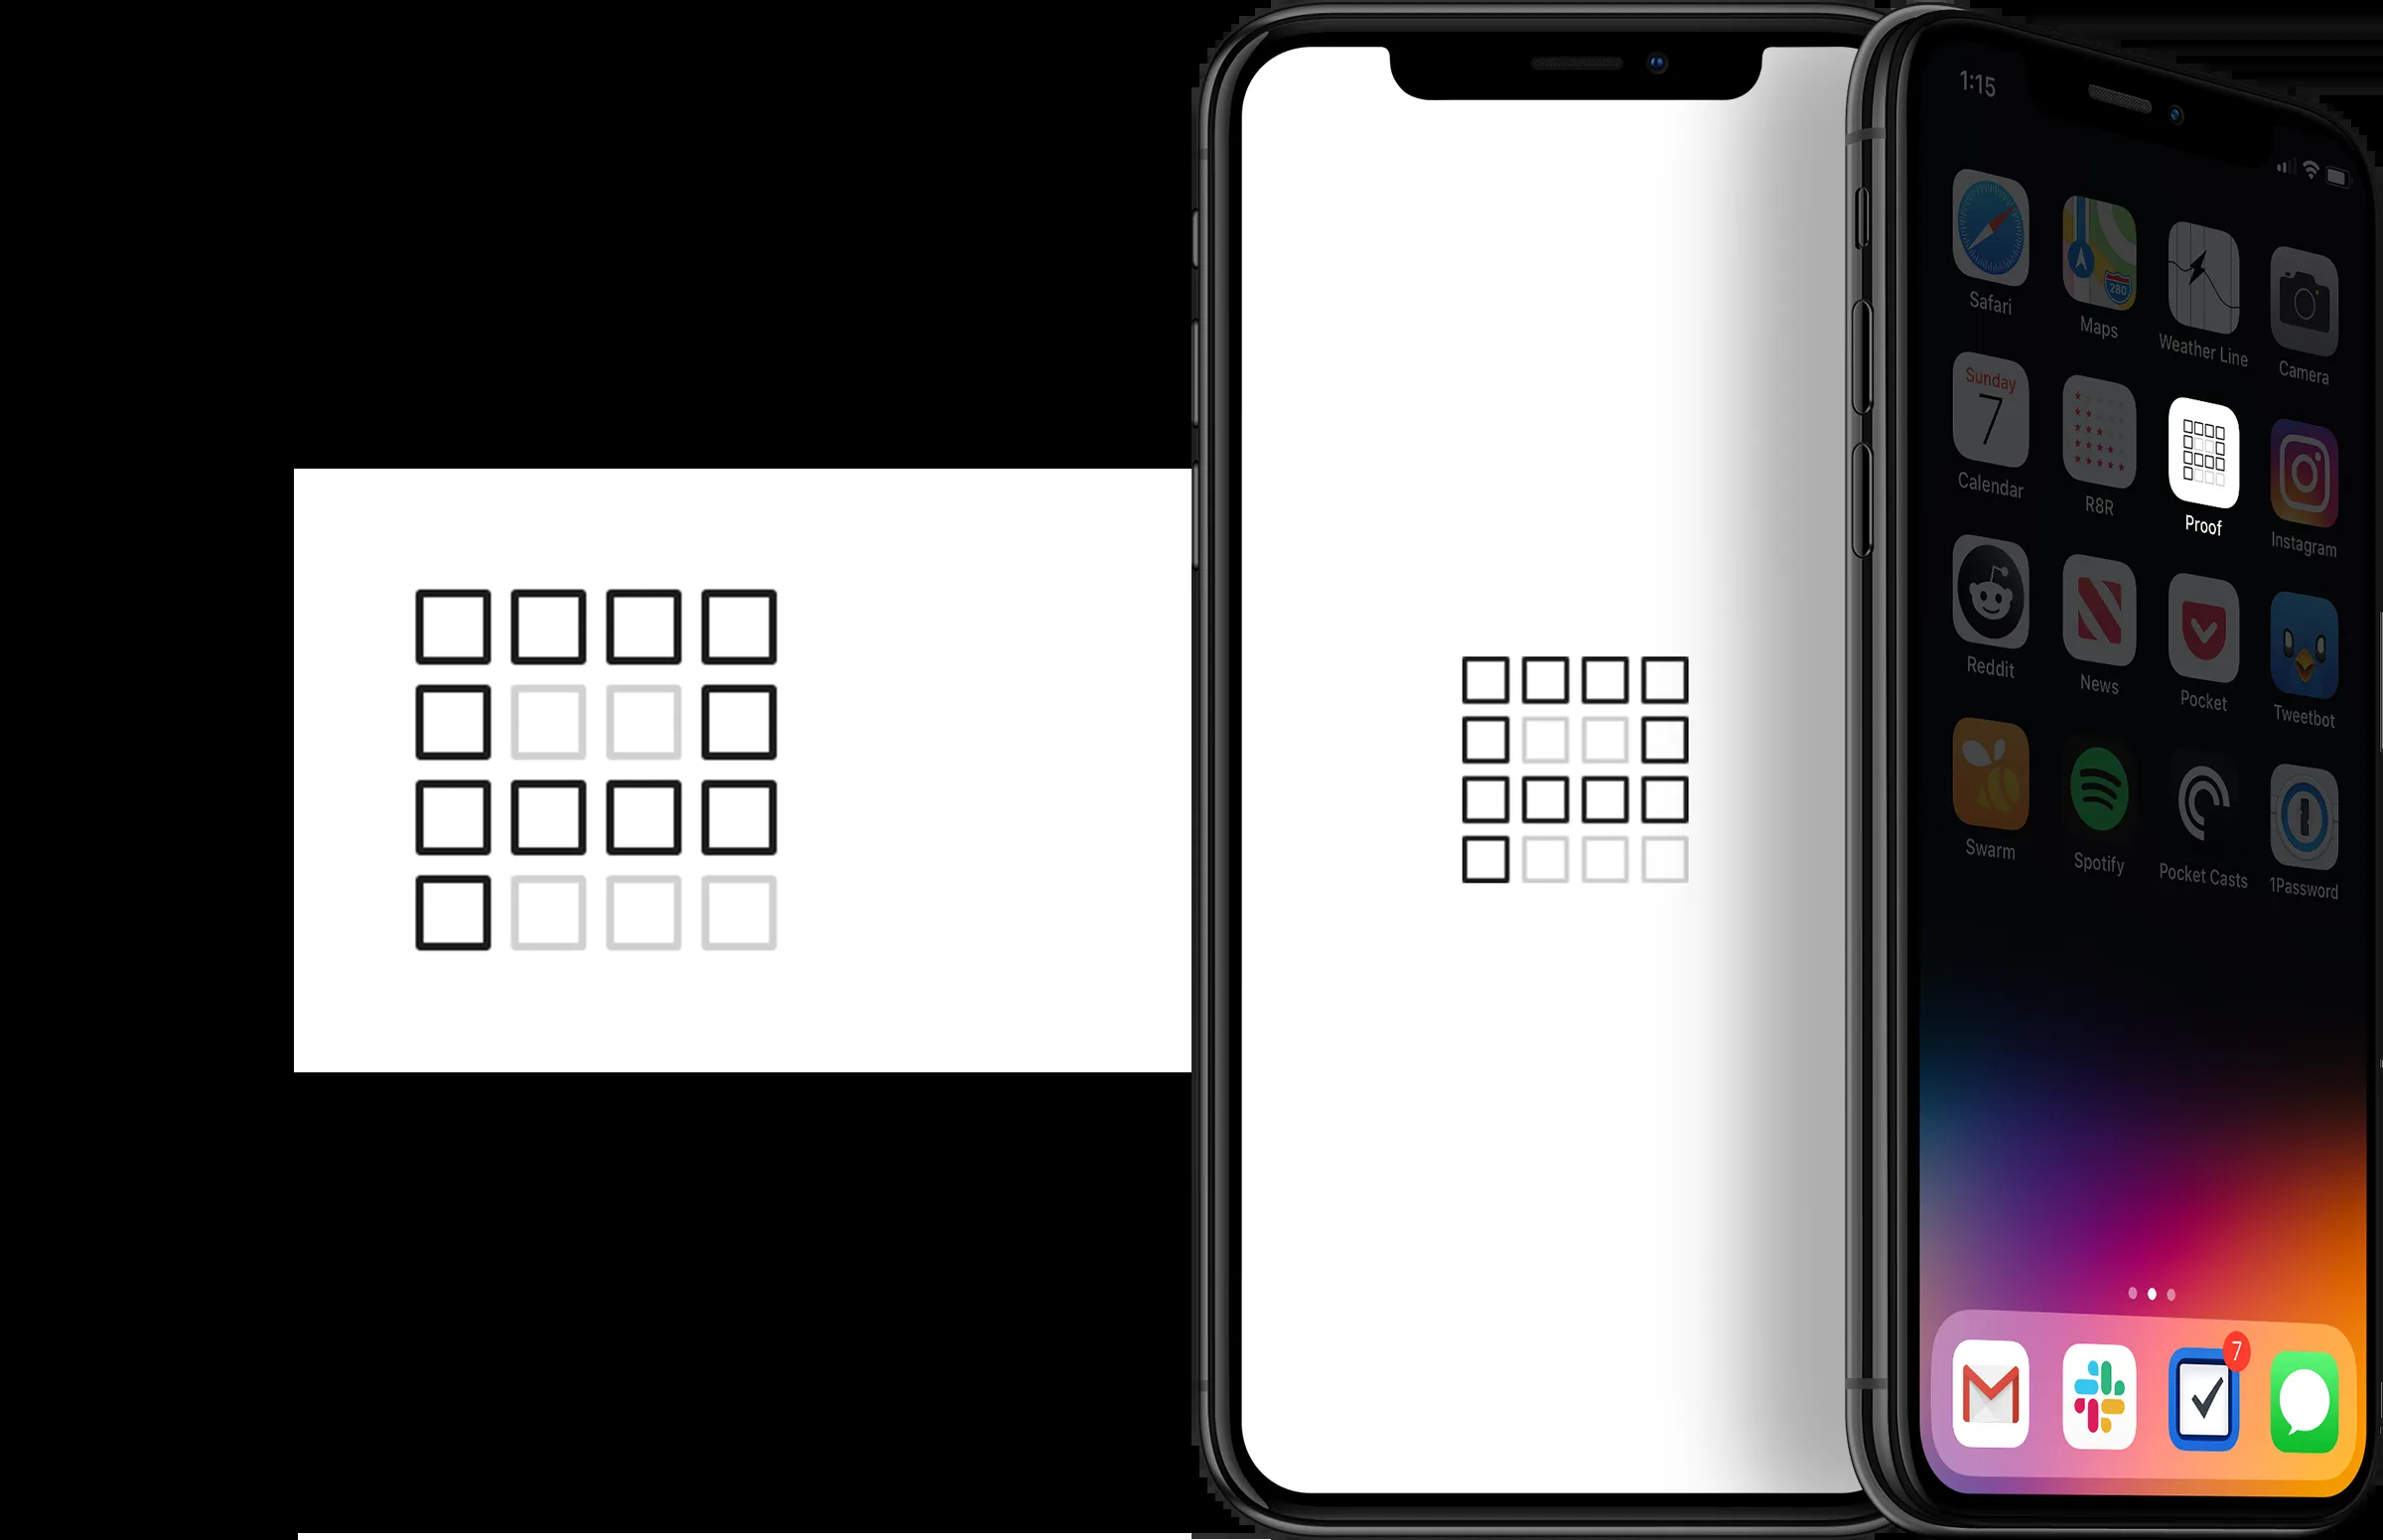 1:15
280
Safari
Maps
Weather Line
Camera
Sunday
7
Calendar
R8R
Proof
Instagram
Reddit
News
Pocket
Tweetbot
Swarm
Spotify
Pocket Casts
1Password
7